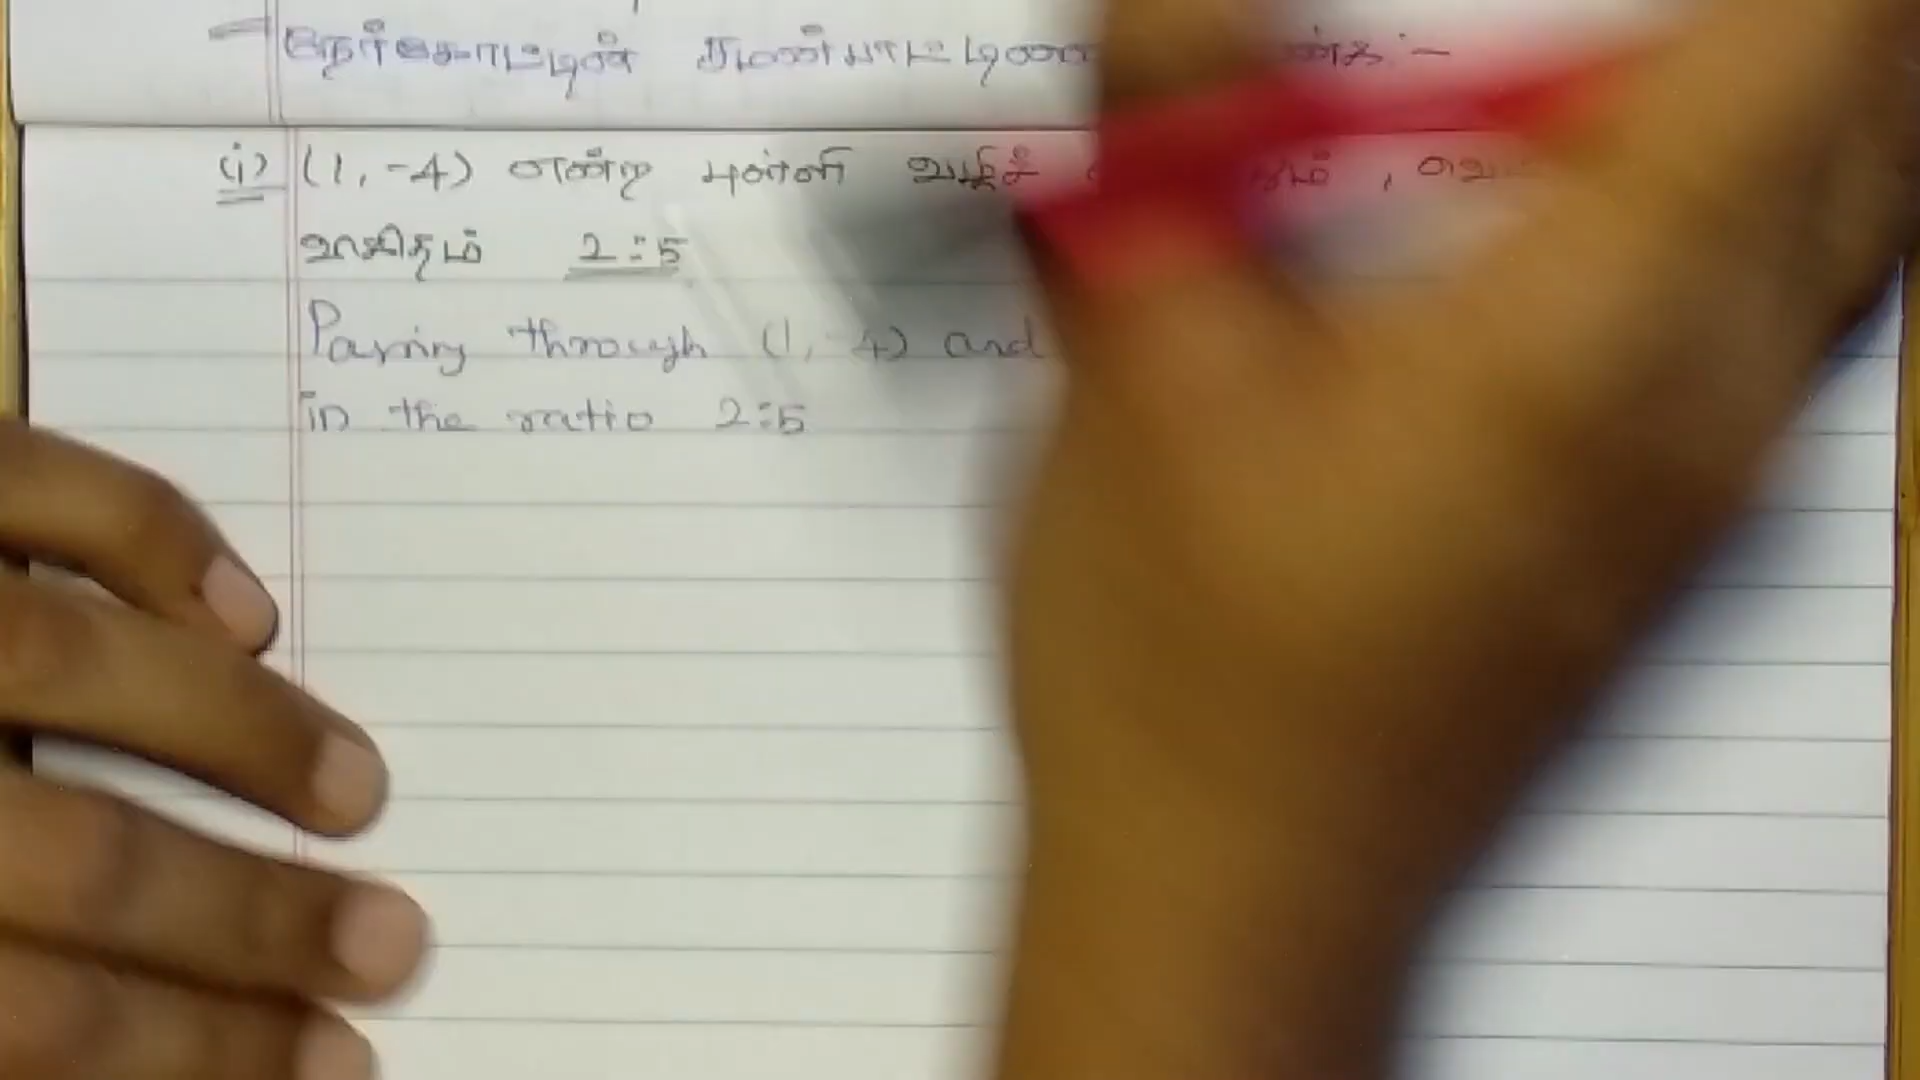 நேர்கோட்டின் சமன்பாட்டினை
(i) (1, -4) என்ற புள்ளி வழிச்
விகிதம் 2:5
Passing through (1, -4) and
in the ratio 2:5